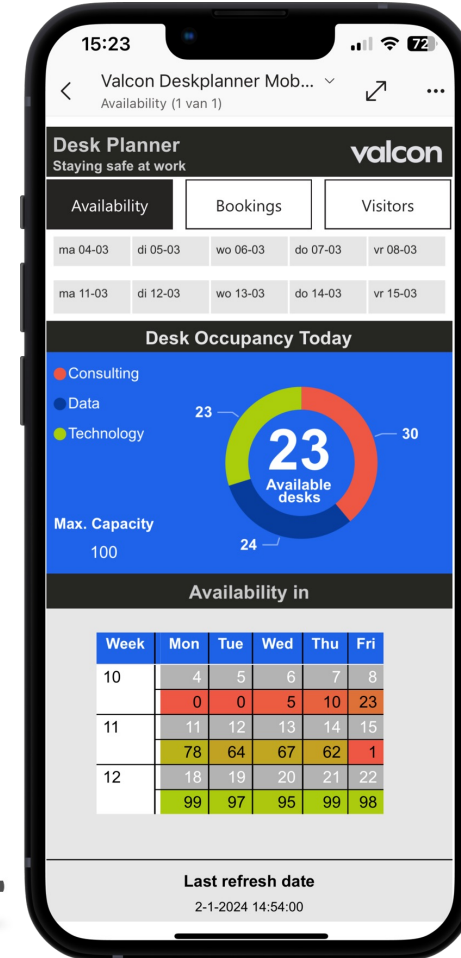 15:23
72
Valcon Deskplanner Mob...
Availability (1 van 1)
Desk Planner
Staying safe at work
valcon
Availability Bookings Visitors
ma 04-03 di 05-03 wo 06-03 do 07-03 vr 08-03
ma 11-03 di 12-03 wo 13-03 do 14-03 vr 15-03
Desk Occupancy Today
Consulting
Data
Technology
23
30
24
23
Available
desks
Max. Capacity
100
Availability in
Week Mon Tue Wed Thu Fri
10 4 5 6 7 8
0 0 5 10 23
11 11 12 13 14 15
78 64 67 62 1
12 18 19 20 21 22
99 97 95 99 98
Last refresh date
2-1-2024 14:54:00